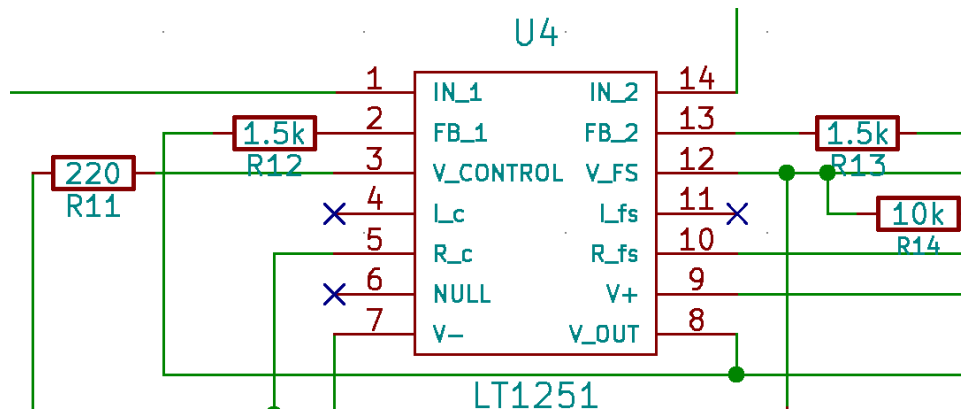 U4
1 IN_1 IN_2 14
2 FB_1 FB_2 13
1.5k 1.5k
R12 R13
3 V_CONTROL V_FS 12
220
R11
4 I_c I_fs 11
10k
R14
5 R_c R_fs 10
6 NULL V+ 9
7 V- V_OUT 8
LT1251